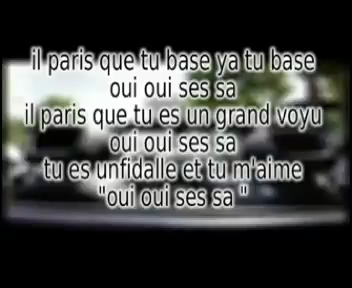 il paris que tu base ya tu base
oui oui ses sa
il paris que tu es un grand voyu
oui oui ses sa
tu es unfidalle et tu m'aime
"oui oui ses sa "